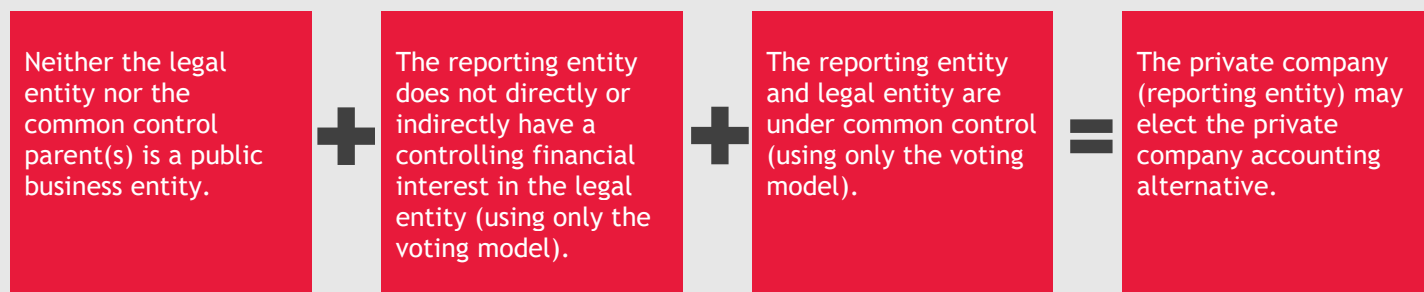 Neither the legal
entity nor the
common control
parent(s) is a public
business entity.
The reporting entity
does not directly or
indirectly have a
controlling financial
interest in the legal
entity (using only the
voting model).
The reporting entity
and legal entity are
under common control
(using only the voting
model).
The private company
(reporting entity) may
elect the private
company accounting
alternative.